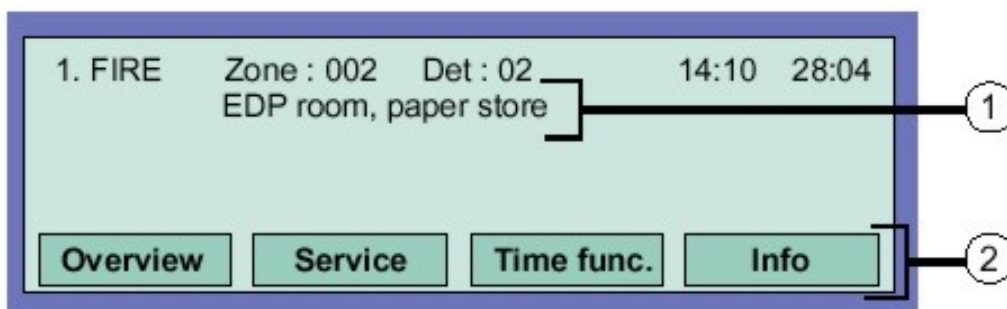 1. FIRE Zone : 002 Det : 02 14:10 28:04
EDP room, paper store
1
Overview Service Time func. Info
2